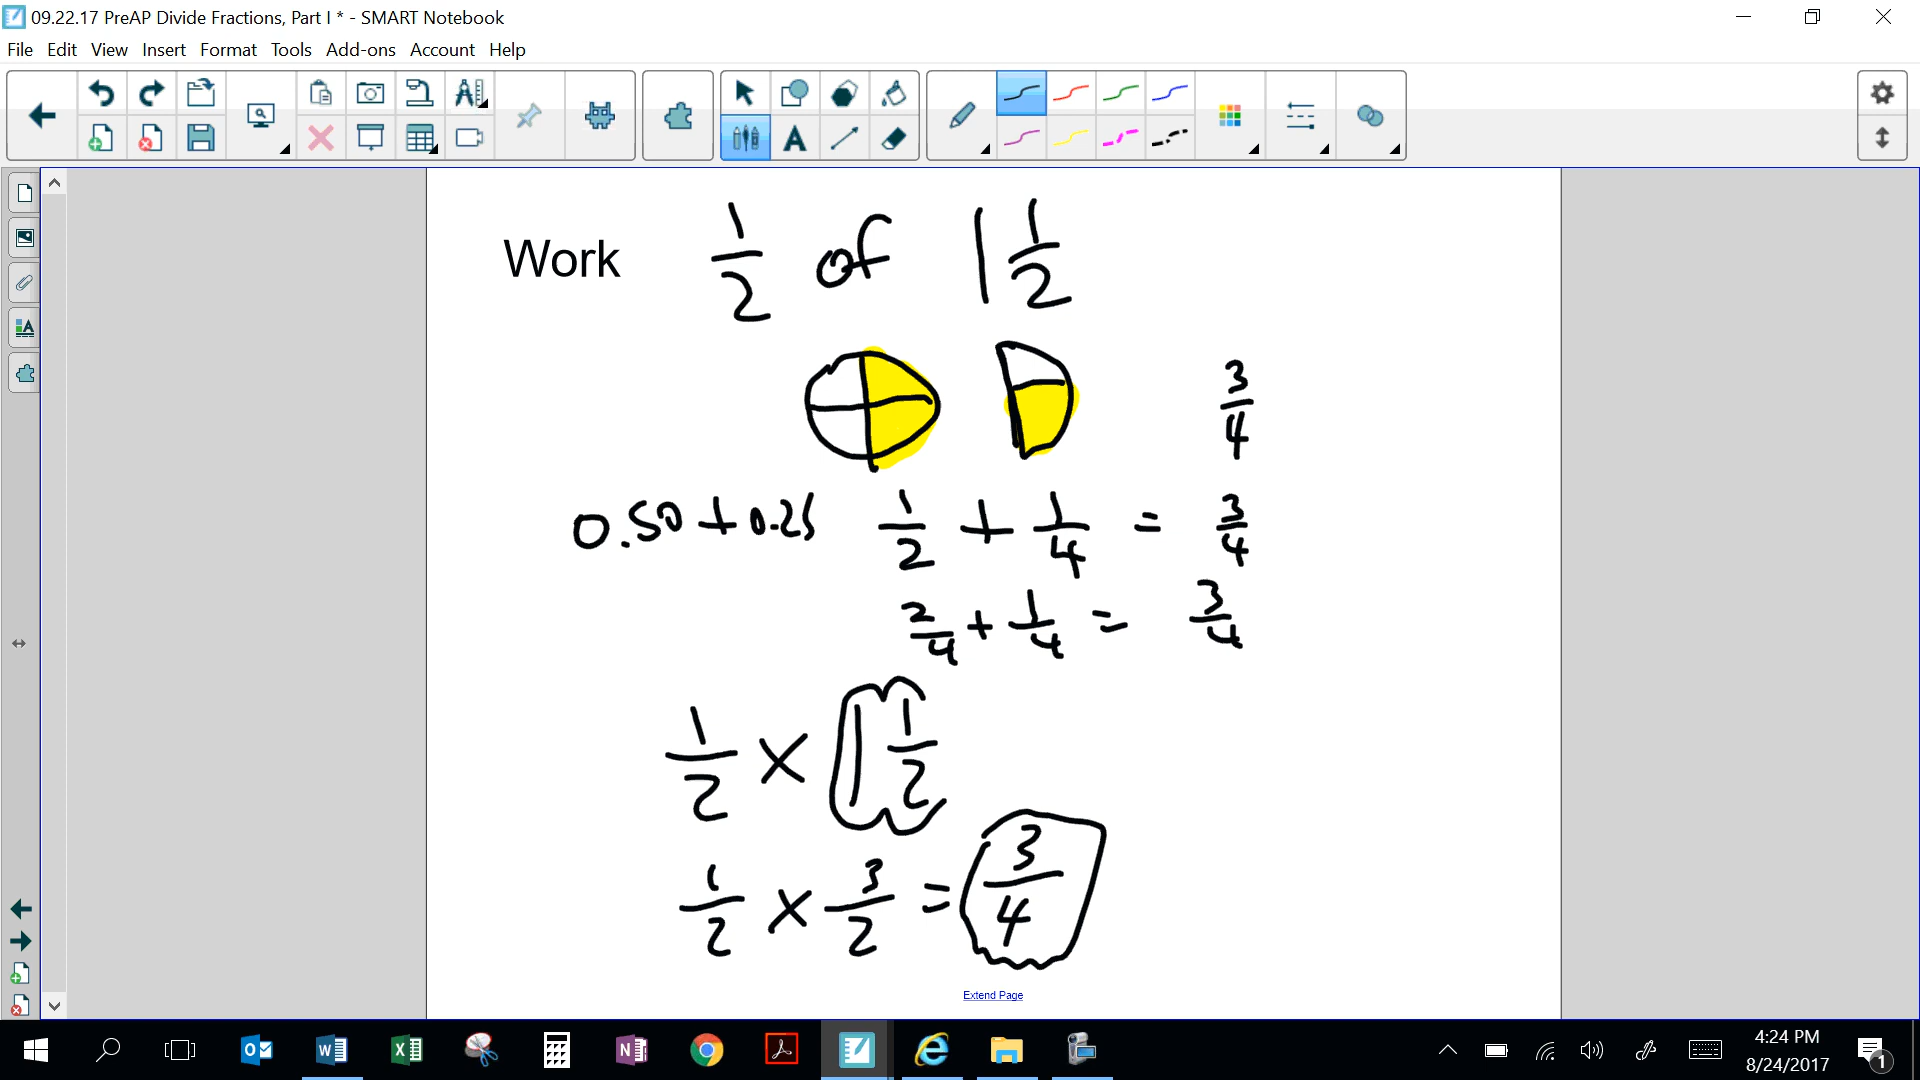 09.22.17 PreAP Divide Fractions, Part I * - SMART Notebook
File Edit View Insert Format Tools Add-ons Account Help
Work 1/2 of 1 1/2
3/4
0.50 + 0.25 1/2 + 1/4 = 3/4
2/4 + 1/4 = 3/4
1/2 × 1 1/2
1/2 × 3/2 = 3/4
Extend Page
4:24 PM
8/24/2017
1